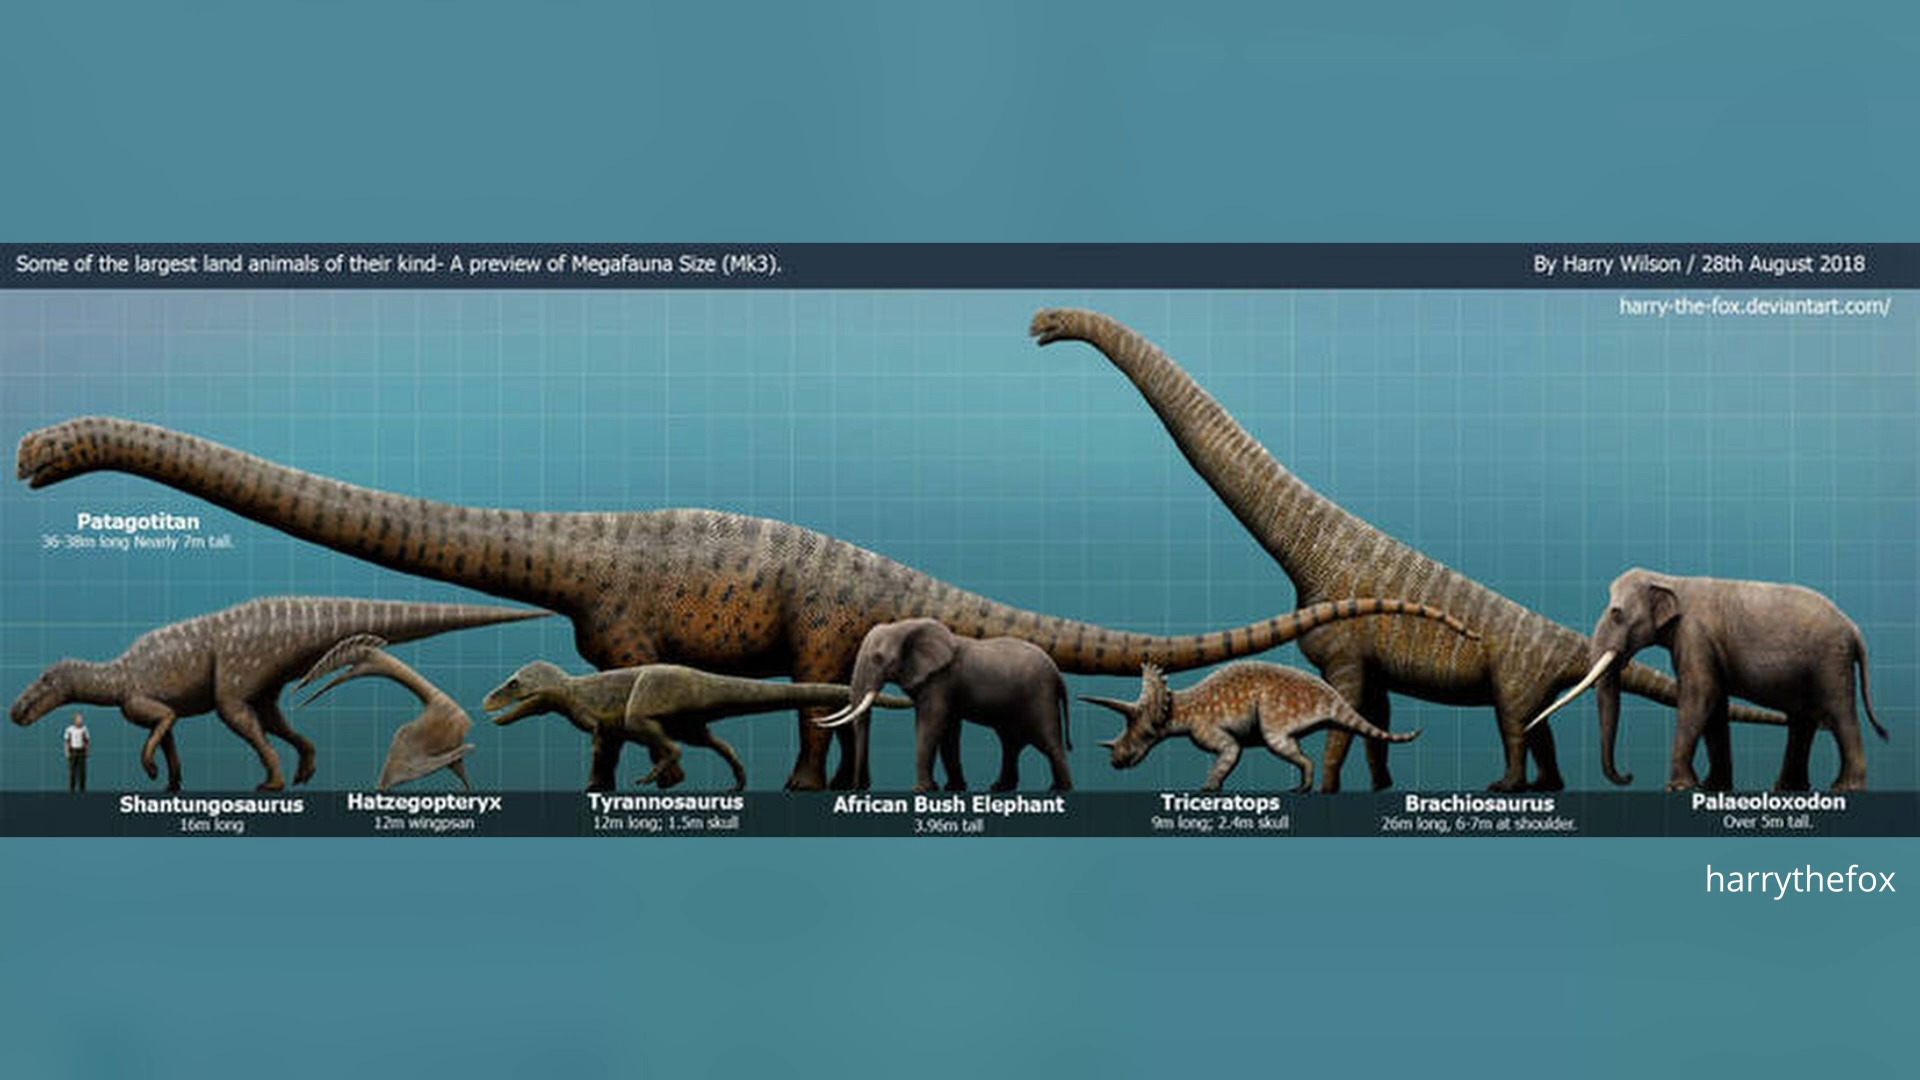 Some of the largest land animals of their kind- A preview of Megafauna Size (Mk3).
By Harry Wilson / 28th August 2018
harry-the-fox.deviantart.com/
Patagotitan
36-38m long Nearly 7m tall.
Shantungosaurus
16m long
Hatzegopteryx
12m wingpsan
Tyrannosaurus
12m long; 1.5m skull
African Bush Elephant
3.96m tall
Triceratops
9m long; 2.4m skull
Brachiosaurus
26m long, 6-7m at shoulder.
Palaeoloxodon
Over 5m tall.
harrythefox